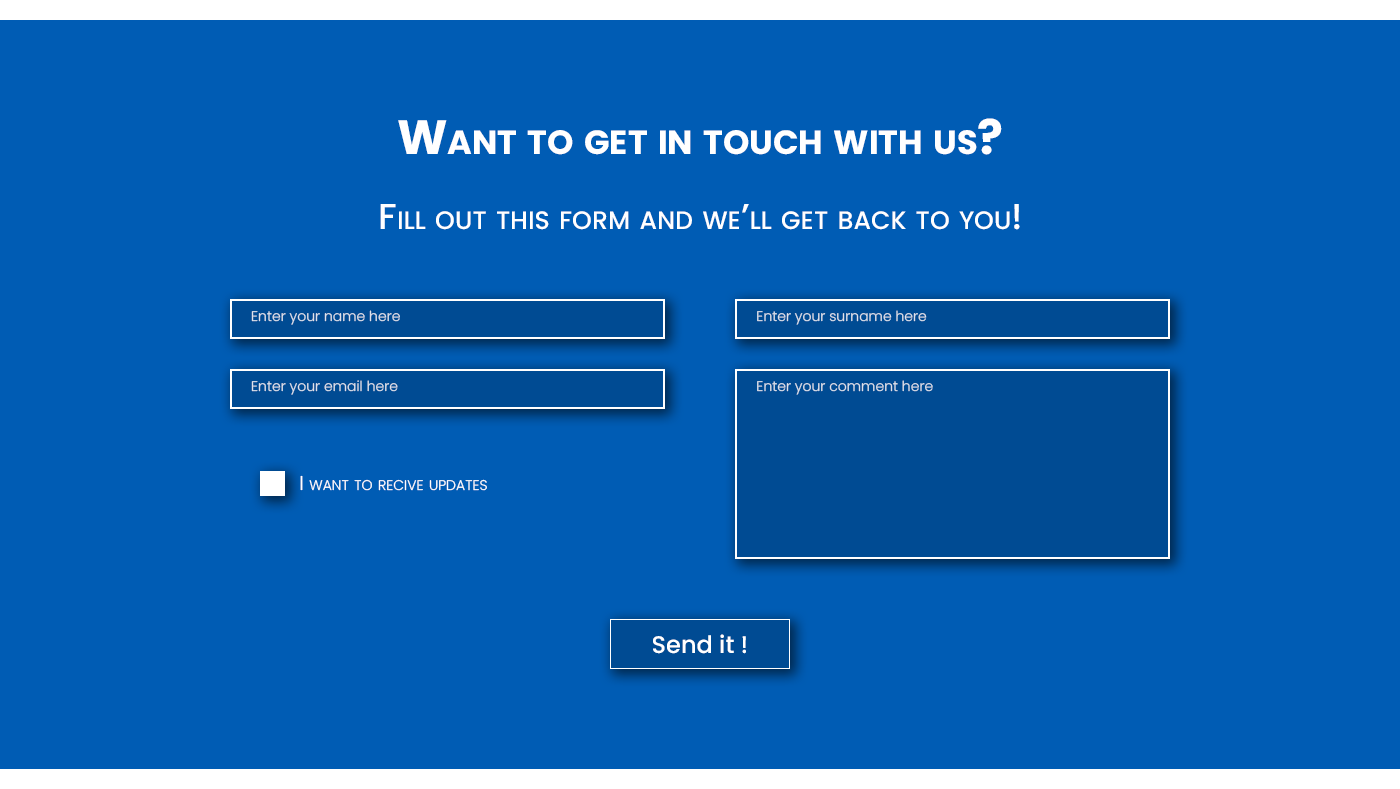 Want to get in touch with us?
Fill out this form and we’ll get back to you!
Enter your name here
Enter your surname here
Enter your email here
Enter your comment here
I want to recive updates
Send it !